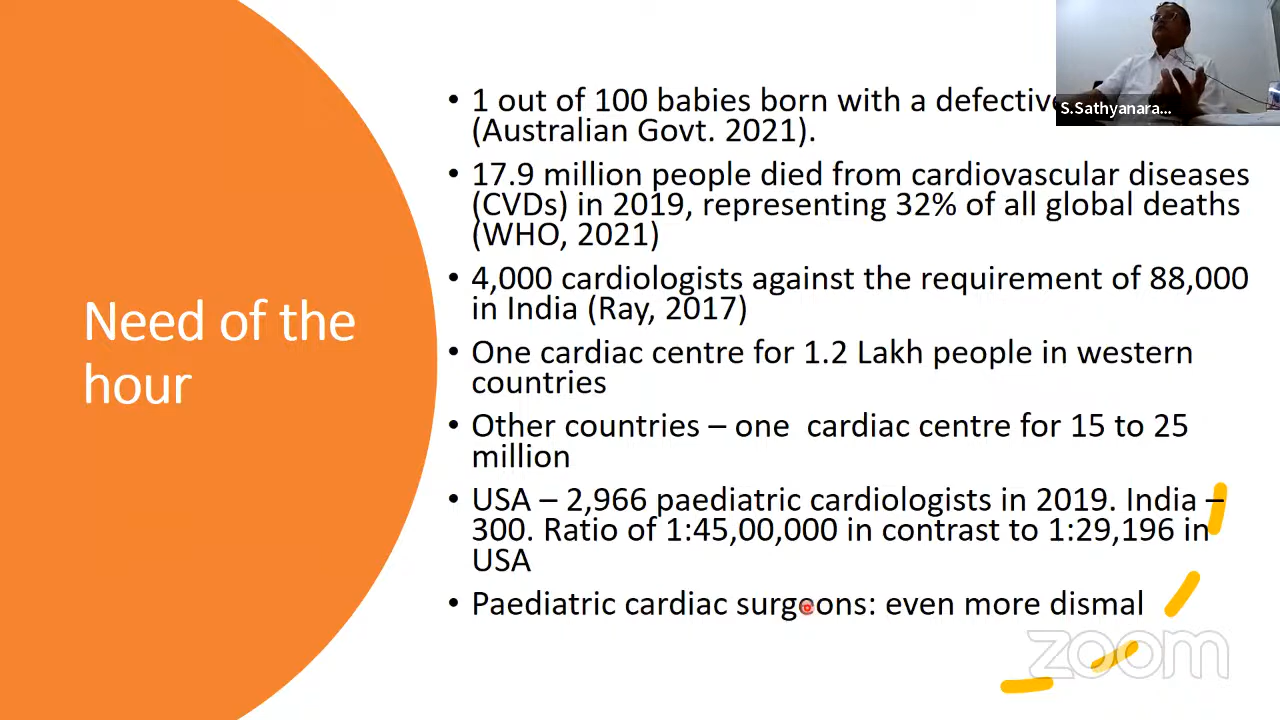 Need of the
hour
• 1 out of 100 babies born with a defective
(Australian Govt. 2021).
• 17.9 million people died from cardiovascular diseases
(CVDs) in 2019, representing 32% of all global deaths
(WHO, 2021)
• 4,000 cardiologists against the requirement of 88,000
in India (Ray, 2017)
• One cardiac centre for 1.2 Lakh people in western
countries
• Other countries – one cardiac centre for 15 to 25
million
• USA – 2,966 paediatric cardiologists in 2019. India –
300. Ratio of 1:45,00,000 in contrast to 1:29,196 in
USA
• Paediatric cardiac surgeons: even more dismal
S.Sathyanara...
zoom